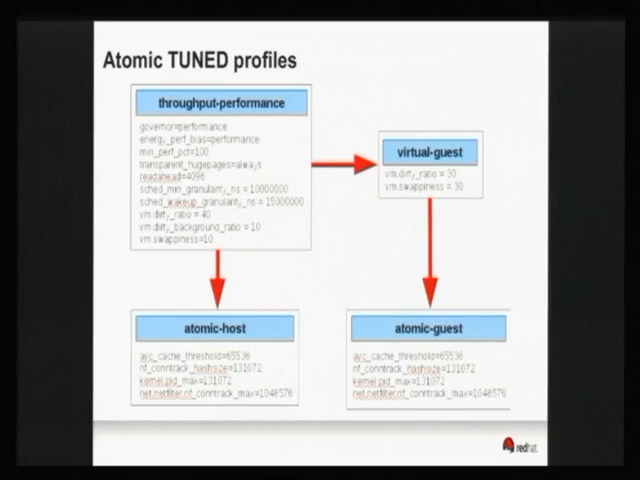 Atomic TUNED profiles
throughput-performance
governor=performance
energy_perf_bias=performance
min_perf_pct=100
transparent_hugepages=always
readahead=4096
sched_min_granularity_ns = 10000000
sched_wakeup_granularity_ns = 15000000
vm.dirty_ratio = 40
vm.dirty_background_ratio = 10
vm.swappiness=10
virtual-guest
vm.dirty_ratio = 30
vm.swappiness = 30
atomic-host
avc_cache_threshold=65536
nf_conntrack_hashsize=131072
kernel.pid_max=131072
net.netfilter.nf_conntrack_max=1048576
atomic-guest
avc_cache_threshold=65536
nf_conntrack_hashsize=131072
kernel.pid_max=131072
net.netfilter.nf_conntrack_max=1048576
redhat